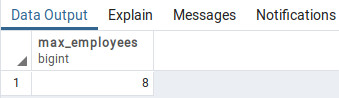 Data Output Explain Messages Notifications
max_employees
bigint
1 8